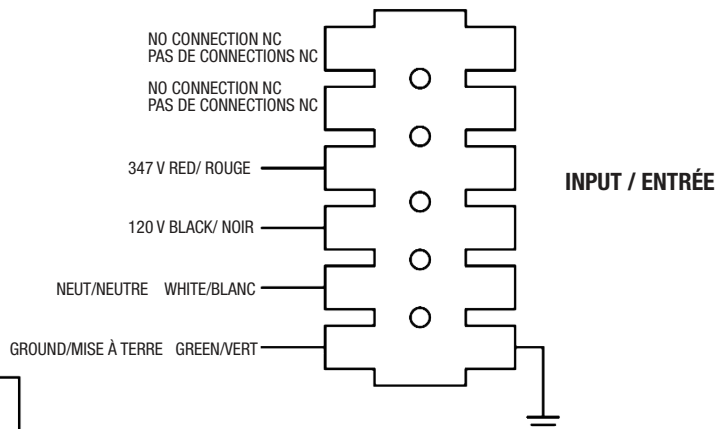 NO CONNECTION NC
PAS DE CONNECTIONS NC
NO CONNECTION NC
PAS DE CONNECTIONS NC
347 V RED/ ROUGE
INPUT / ENTRÉE
120 V BLACK/ NOIR
NEUT/NEUTRE WHITE/BLANC
GROUND/MISE À TERRE GREEN/VERT